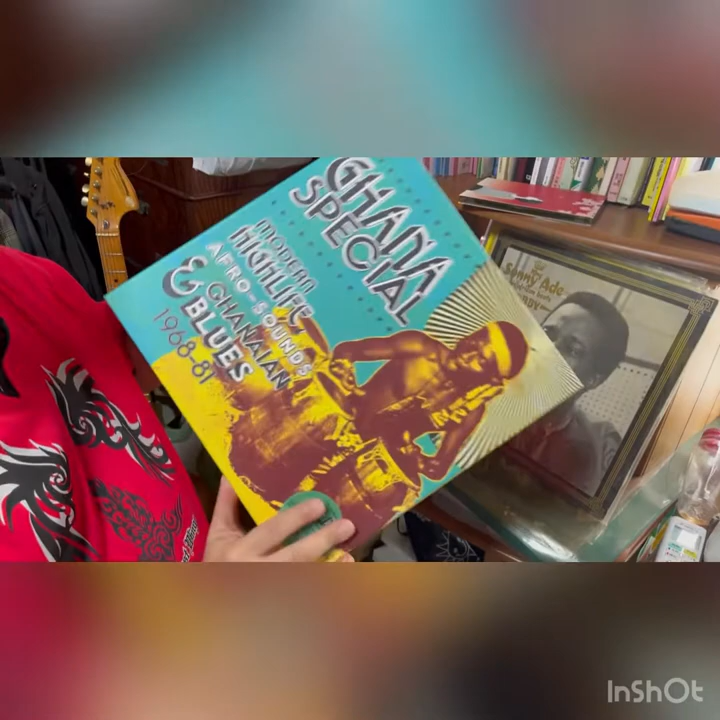 GHANA
SPECIAL
MODERN
HIGHLIFE
AFRO-SOUNDS
& GHANAIAN
BLUES
1968-81
Sunny Ade
InShOt